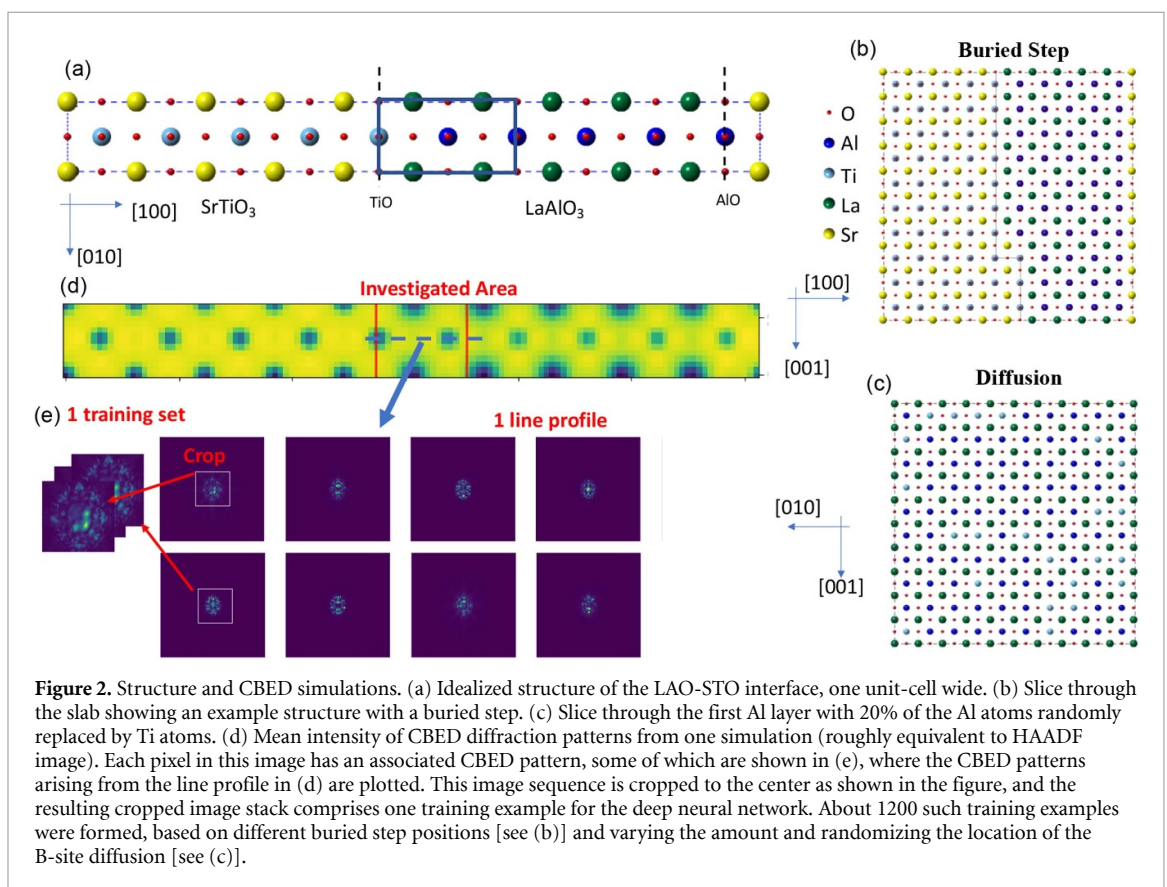 (a)
[100]
SrTiO3
TiO
LaAlO3
AlO
[010]
(b)
Buried Step
O
Al
Ti
La
Sr
[100]
[001]
(d)
Investigated Area
(c)
Diffusion
[010]
[001]
(e)
1 training set
1 line profile
Crop
Figure 2. Structure and CBED simulations. (a) Idealized structure of the LAO-STO interface, one unit-cell wide. (b) Slice through
the slab showing an example structure with a buried step. (c) Slice through the first Al layer with 20% of the Al atoms randomly
replaced by Ti atoms. (d) Mean intensity of CBED diffraction patterns from one simulation (roughly equivalent to HAADF
image). Each pixel in this image has an associated CBED pattern, some of which are shown in (e), where the CBED patterns
arising from the line profile in (d) are plotted. This image sequence is cropped to the center as shown in the figure, and the
resulting cropped image stack comprises one training example for the deep neural network. About 1200 such training examples
were formed, based on different buried step positions [see (b)] and varying the amount and randomizing the location of the
B-site diffusion [see (c)].